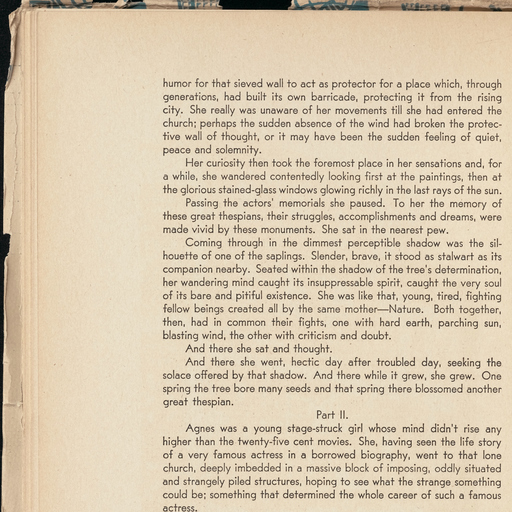 humor for that sieved wall to act as protector for a place which, through
generations, had built its own barricade, protecting it from the rising
city. She really was unaware of her movements till she had entered the
church; perhaps the sudden absence of the wind had broken the protec-
tive wall of thought, or it may have been the sudden feeling of quiet,
peace and solemnity.
Her curiosity then took the foremost place in her sensations and, for
a while, she wandered contentedly looking first at the paintings, then at
the glorious stained-glass windows glowing richly in the last rays of the sun.
Passing the actors' memorials she paused. To her the memory of
these great thespians, their struggles, accomplishments and dreams, were
made vivid by these monuments. She sat in the nearest pew.
Coming through in the dimmest perceptible shadow was the sil-
houette of one of the saplings. Slender, brave, it stood as stalwart as its
companion nearby. Seated within the shadow of the tree's determination,
her wandering mind caught its insuppressable spirit, caught the very soul
of its bare and pitiful existence. She was like that, young, tired, fighting
fellow beings created all by the same mother—Nature. Both together,
then, had in common their fights, one with hard earth, parching sun,
blasting wind, the other with criticism and doubt.
And there she sat and thought.
And there she went, hectic day after troubled day, seeking the
solace offered by that shadow. And there while it grew, she grew. One
spring the tree bore many seeds and that spring there blossomed another
great thespian.
Part II.
Agnes was a young stage-struck girl whose mind didn't rise any
higher than the twenty-five cent movies. She, having seen the life story
of a very famous actress in a borrowed biography, went to that lone
church, deeply imbedded in a massive block of imposing, oddly situated
and strangely piled structures, hoping to see what the strange something
could be; something that determined the whole career of such a famous
actress.